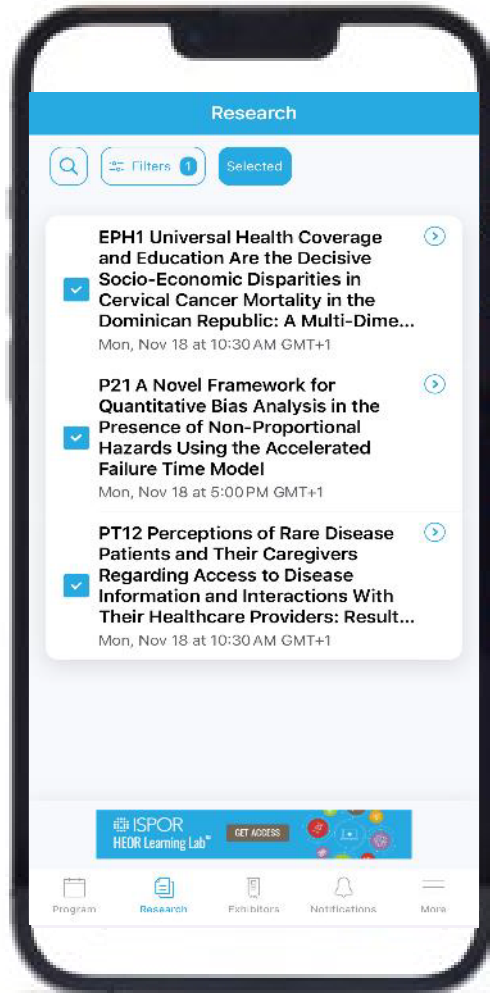 Research
Filters 1
Selected
EPH1 Universal Health Coverage
and Education Are the Decisive
Socio-Economic Disparities in
Cervical Cancer Mortality in the
Dominican Republic: A Multi-Dime...
Mon, Nov 18 at 10:30 AM GMT+1
P21 A Novel Framework for
Quantitative Bias Analysis in the
Presence of Non-Proportional
Hazards Using the Accelerated
Failure Time Model
Mon, Nov 18 at 5:00 PM GMT+1
PT12 Perceptions of Rare Disease
Patients and Their Caregivers
Regarding Access to Disease
Information and Interactions With
Their Healthcare Providers: Result...
Mon, Nov 18 at 10:30 AM GMT+1
ISPOR
HEOR Learning Lab™
GET ACCESS
Program
Research
Exhibitors
Notifications
More